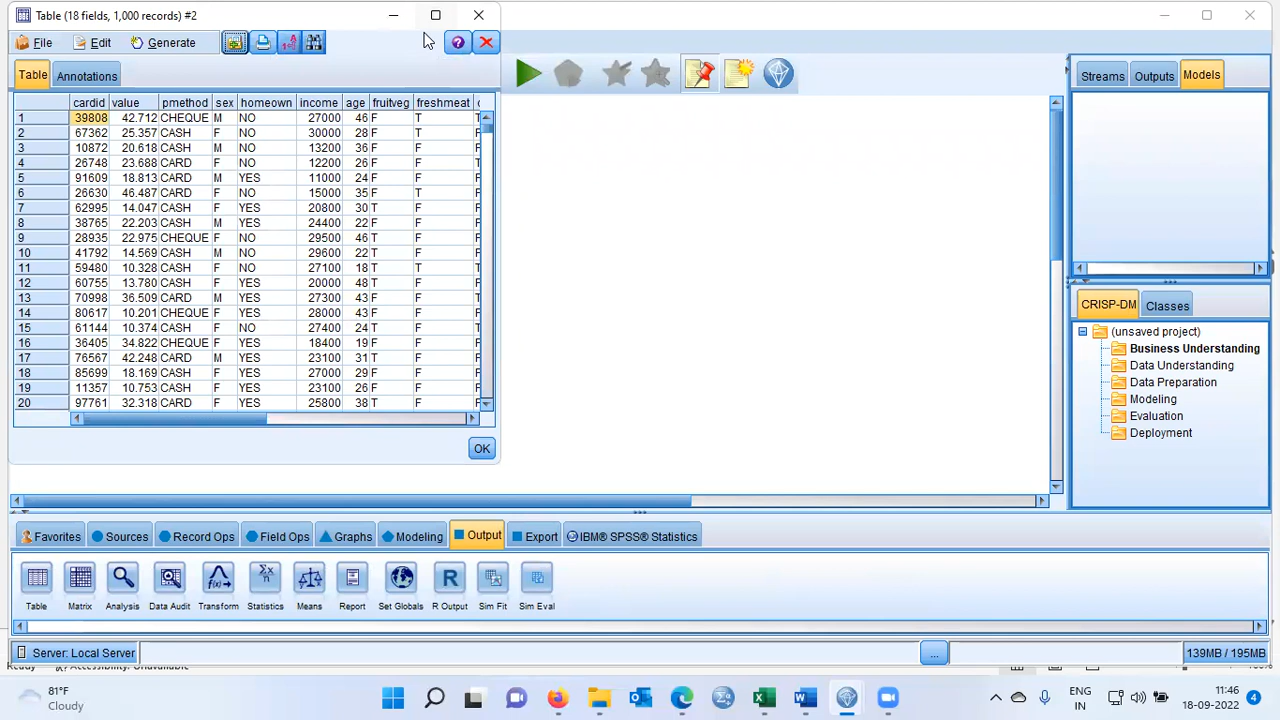 Table (18 fields, 1,000 records) #2
File Edit Generate
Table Annotations
cardid value pmethod sex homeown income age fruitveg freshmeat
1 39808 42.712 CHEQUE M NO 27000 46 F T
2 67362 25.357 CASH F NO 30000 28 F T
3 10872 20.618 CASH M NO 13200 36 F F
4 26748 23.688 CARD F NO 12200 26 F F
5 91609 18.813 CARD M YES 11000 24 F F
6 26630 46.487 CARD F NO 15000 35 F T
7 62995 14.047 CASH F YES 20800 30 T F
8 38765 22.203 CASH M YES 24400 22 F F
9 28935 22.975 CHEQUE F NO 29500 46 T F
10 41792 14.569 CASH M NO 29600 22 T F
11 59480 10.328 CASH F NO 27100 18 T T
12 60755 13.780 CASH F YES 20000 48 T F
13 70998 36.509 CARD M YES 27300 43 F F
14 80617 10.201 CHEQUE F YES 28000 43 F F
15 61144 10.374 CASH F NO 27400 24 T F
16 36405 34.822 CHEQUE F YES 18400 19 F F
17 76567 42.248 CARD M YES 23100 31 T F
18 85699 18.169 CASH F YES 27000 29 F F
19 11357 10.753 CASH F YES 23100 26 F F
20 97761 32.318 CARD F YES 25800 38 T F
OK
Streams Outputs Models
CRISP-DM Classes
(unsaved project)
Business Understanding
Data Understanding
Data Preparation
Modeling
Evaluation
Deployment
Favorites Sources Record Ops Field Ops Graphs Modeling Output Export IBM® SPSS® Statistics
Table Matrix Analysis Data Audit Transform Statistics Means Report Set Globals R Output Sim Fit Sim Eval
Server: Local Server ... 139MB / 195MB
81°F
Cloudy
ENG
IN
11:46
18-09-2022
4